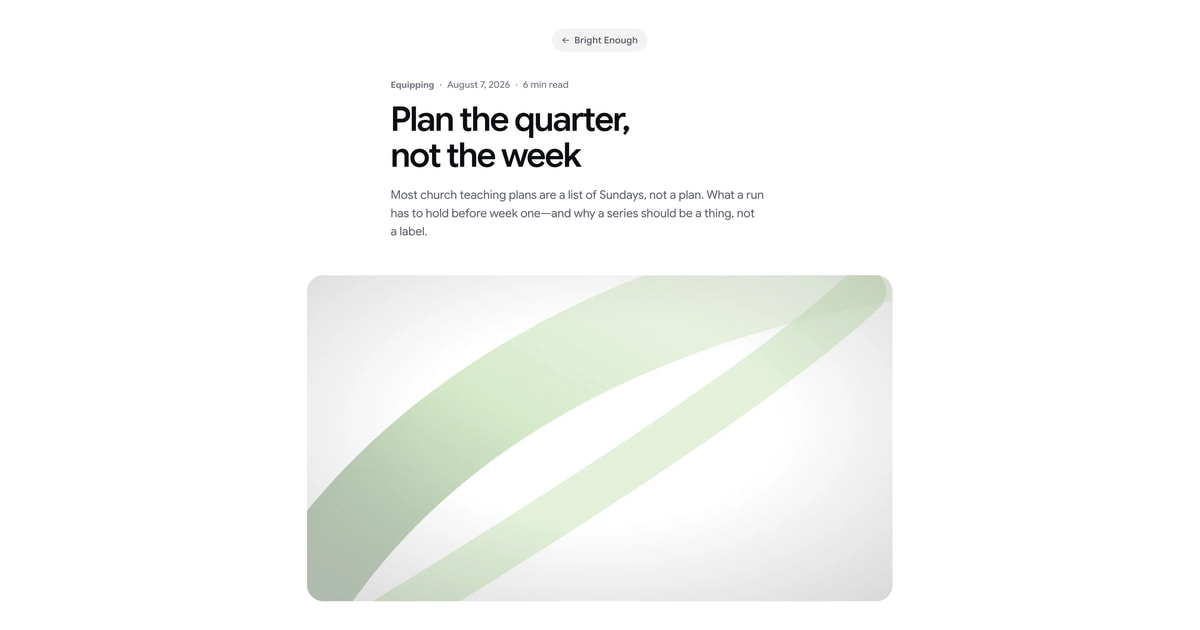 ← Bright Enough
Equipping · August 7, 2026 · 6 min read
Plan the quarter,
not the week
Most church teaching plans are a list of Sundays, not a plan. What a run
has to hold before week one—and why a series should be a thing, not
a label.